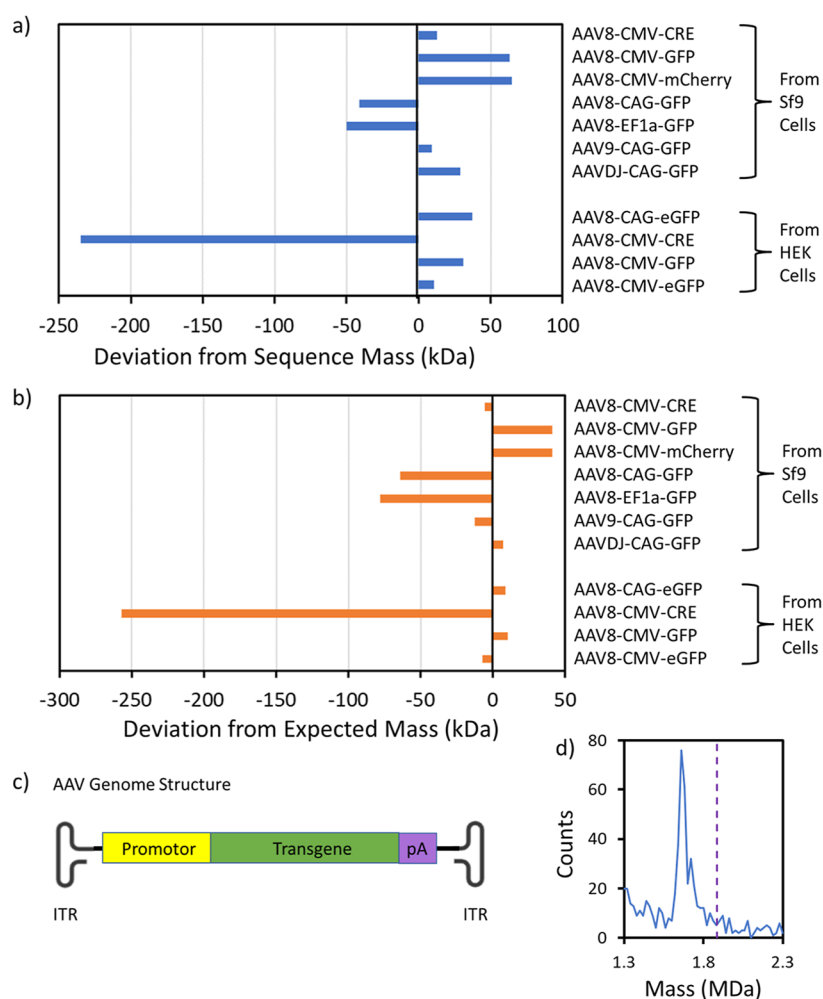 a)
AAV8-CMV-CRE
AAV8-CMV-GFP
AAV8-CMV-mCherry
AAV8-CAG-GFP
AAV8-EF1a-GFP
AAV9-CAG-GFP
AAVDJ-CAG-GFP
From
Sf9
Cells
AAV8-CAG-eGFP
AAV8-CMV-CRE
AAV8-CMV-GFP
AAV8-CMV-eGFP
From
HEK
Cells
-250 -200 -150 -100 -50 0 50 100
Deviation from Sequence Mass (kDa)
b)
AAV8-CMV-CRE
AAV8-CMV-GFP
AAV8-CMV-mCherry
AAV8-CAG-GFP
AAV8-EF1a-GFP
AAV9-CAG-GFP
AAVDJ-CAG-GFP
From
Sf9
Cells
AAV8-CAG-eGFP
AAV8-CMV-CRE
AAV8-CMV-GFP
AAV8-CMV-eGFP
From
HEK
Cells
-300 -250 -200 -150 -100 -50 0 50
Deviation from Expected Mass (kDa)
c)
AAV Genome Structure
Promotor Transgene pA
ITR ITR
d)
80
60
40
20
0
Counts
1.3 1.8 2.3
Mass (MDa)